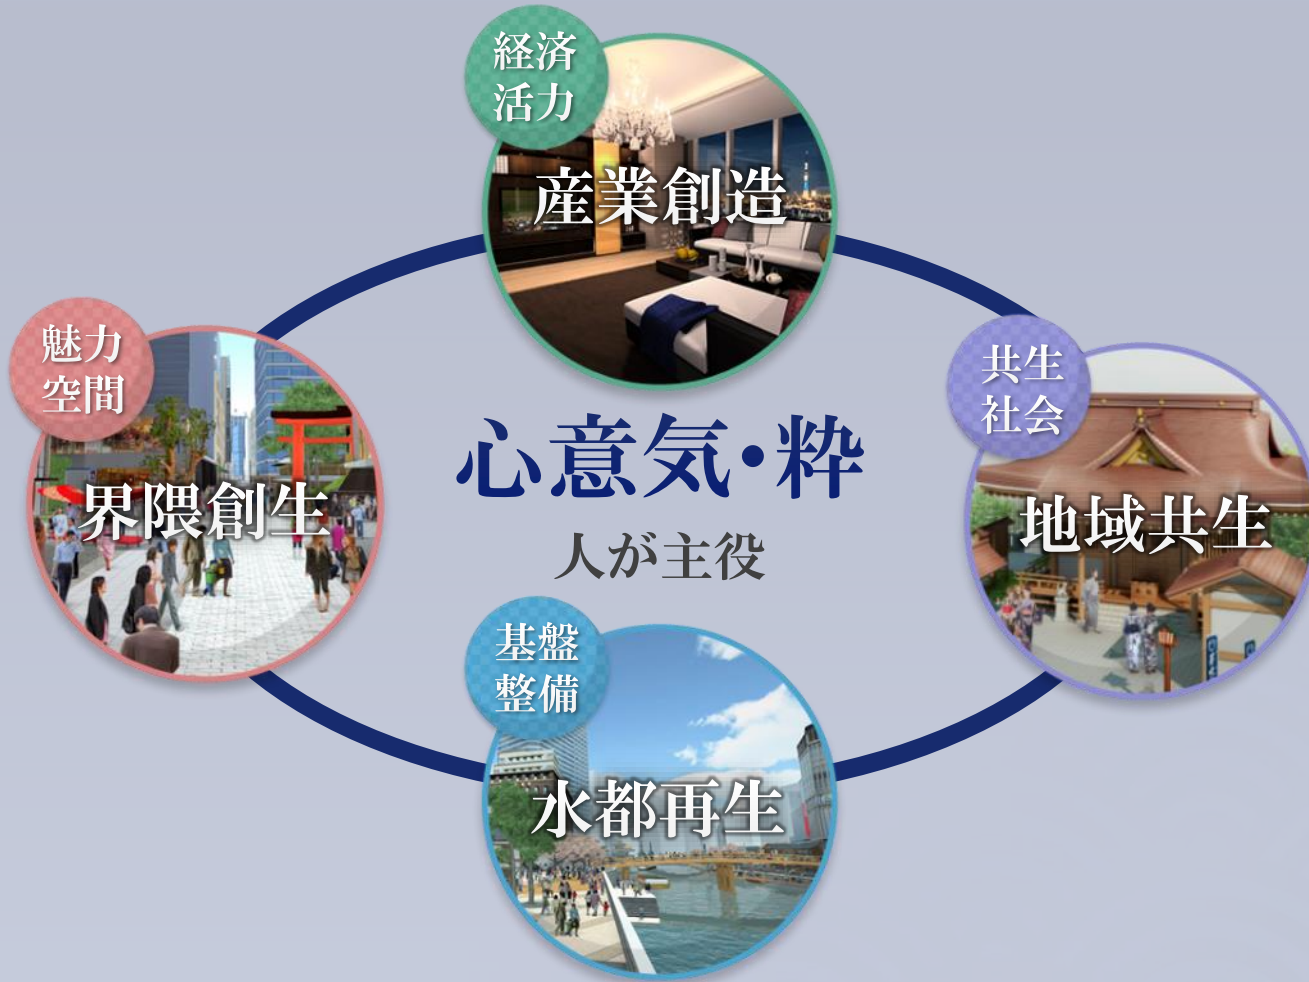 経済
活力
産業創造
魅力
空間
界隈創生
共生
社会
地域共生
心意気・粋
人が主役
基盤
整備
水都再生